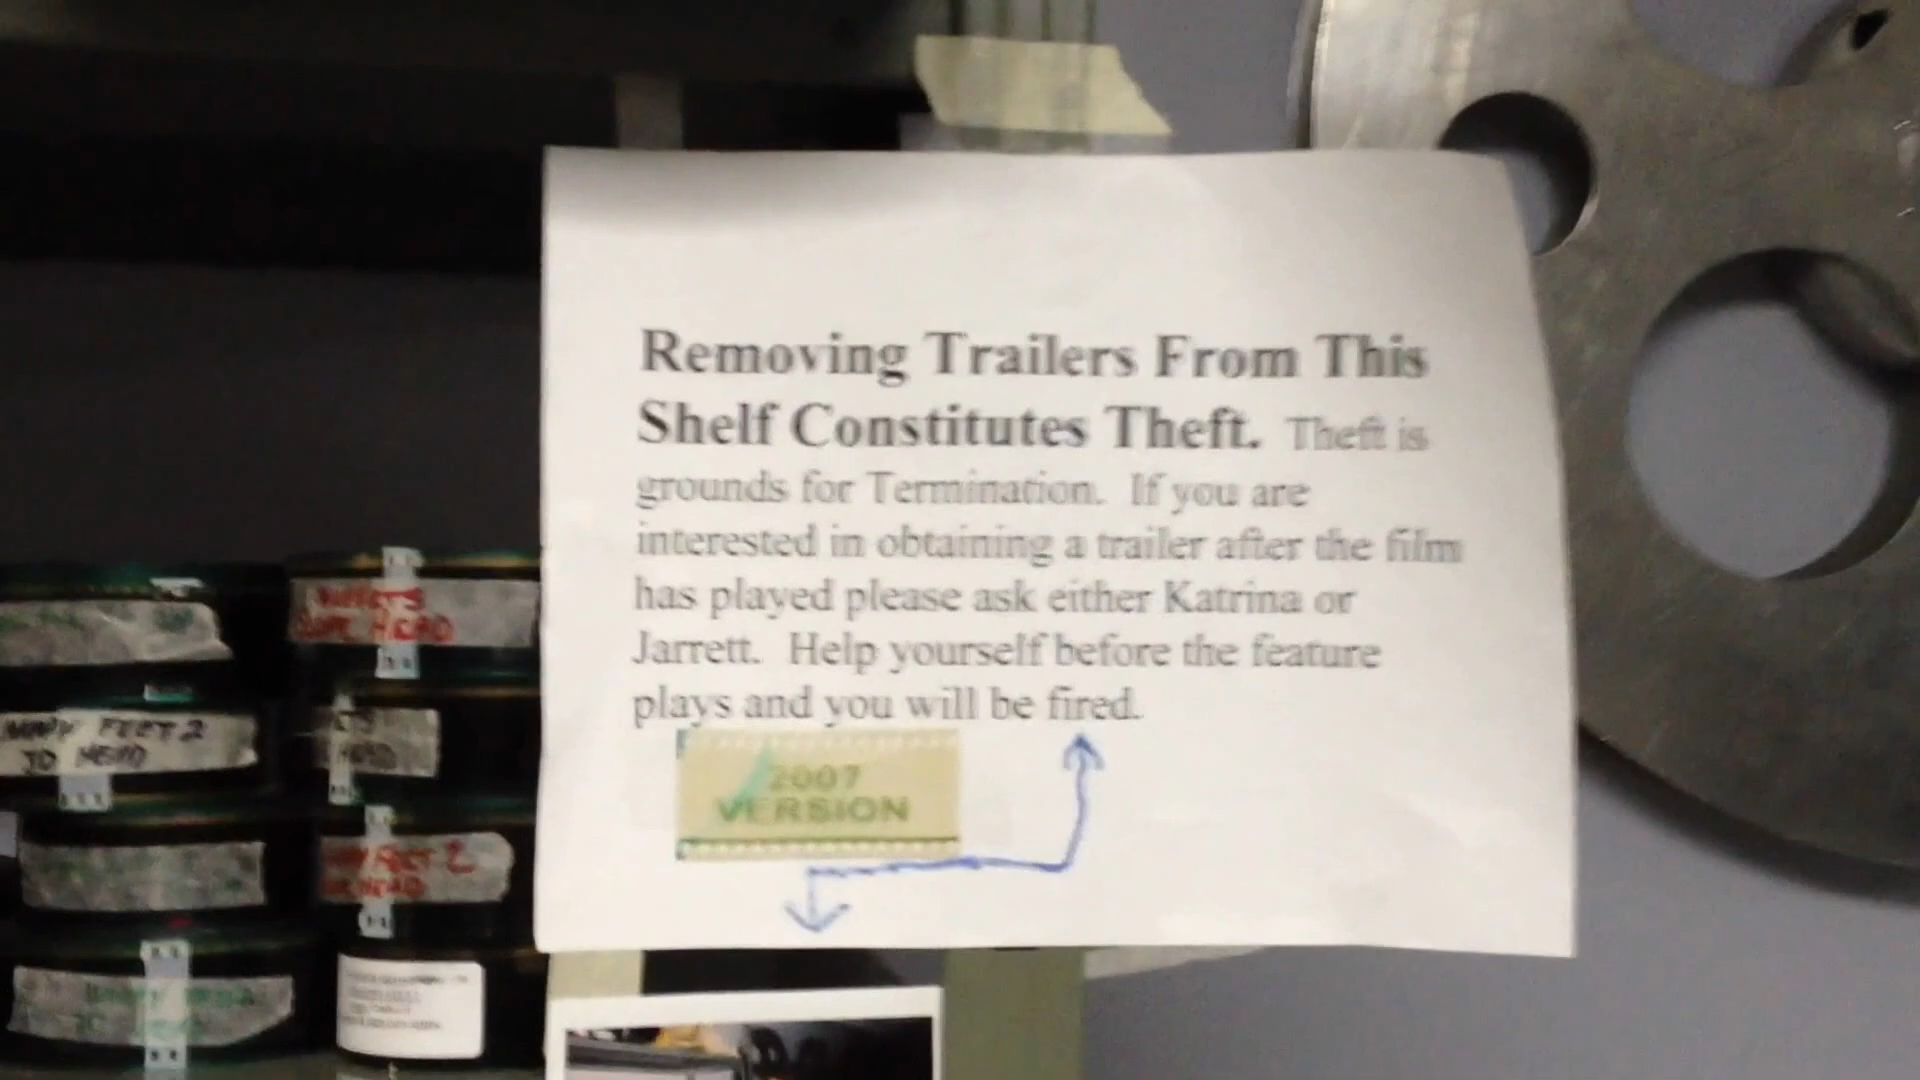 Removing Trailers From This
Shelf Constitutes Theft. Theft is
grounds for Termination. If you are
interested in obtaining a trailer after the film
has played please ask either Katrina or
Jarrett. Help yourself before the feature
plays and you will be fired.
2007
VERSION
FEET 2
HEAD